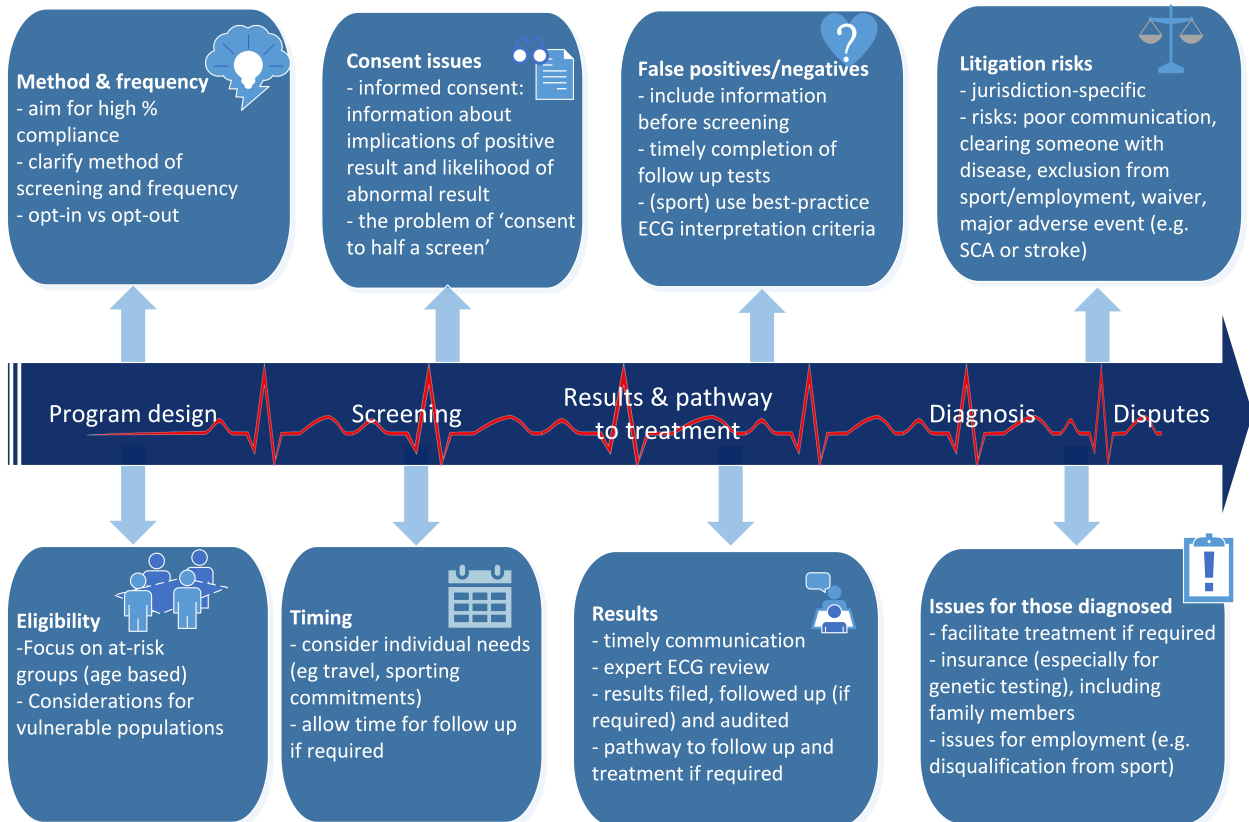 Method & frequency
- aim for high %
compliance
- clarify method of
screening and frequency
- opt-in vs opt-out
Consent issues
- informed consent:
information about
implications of positive
result and likelihood of
abnormal result
- the problem of ‘consent
to half a screen’
?
False positives/negatives
- include information
before screening
- timely completion of
follow up tests
- (sport) use best-practice
ECG interpretation criteria
Litigation risks
- jurisdiction-specific
- risks: poor communication,
clearing someone with
disease, exclusion from
sport/employment, waiver,
major adverse event (e.g.
SCA or stroke)
Program design
Screening
Results & pathway
to treatment
Diagnosis
Disputes
Eligibility
-Focus on at-risk
groups (age based)
- Considerations for
vulnerable populations
Timing
- consider individual needs
(eg travel, sporting
commitments)
- allow time for follow up
if required
Results
- timely communication
- expert ECG review
- results filed, followed up (if
required) and audited
- pathway to follow up and
treatment if required
!
Issues for those diagnosed
- facilitate treatment if required
- insurance (especially for
genetic testing), including
family members
- issues for employment (e.g.
disqualification from sport)